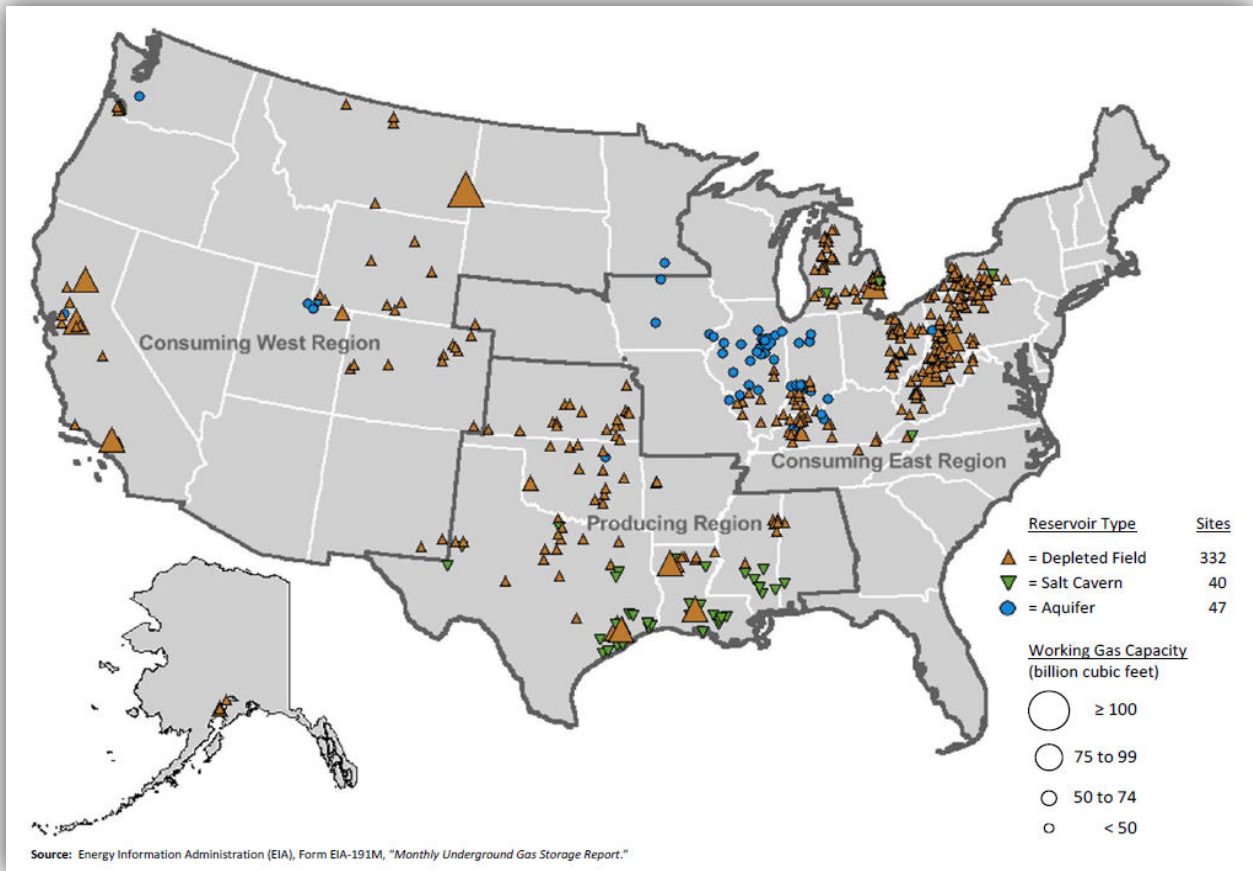 Consuming West Region
Consuming East Region
Producing Region
Reservoir Type Sites
= Depleted Field 332
= Salt Cavern 40
= Aquifer 47
Working Gas Capacity
(billion cubic feet)
≥ 100
75 to 99
50 to 74
< 50
Source: Energy Information Administration (EIA), Form EIA-191M, “Monthly Underground Gas Storage Report.”